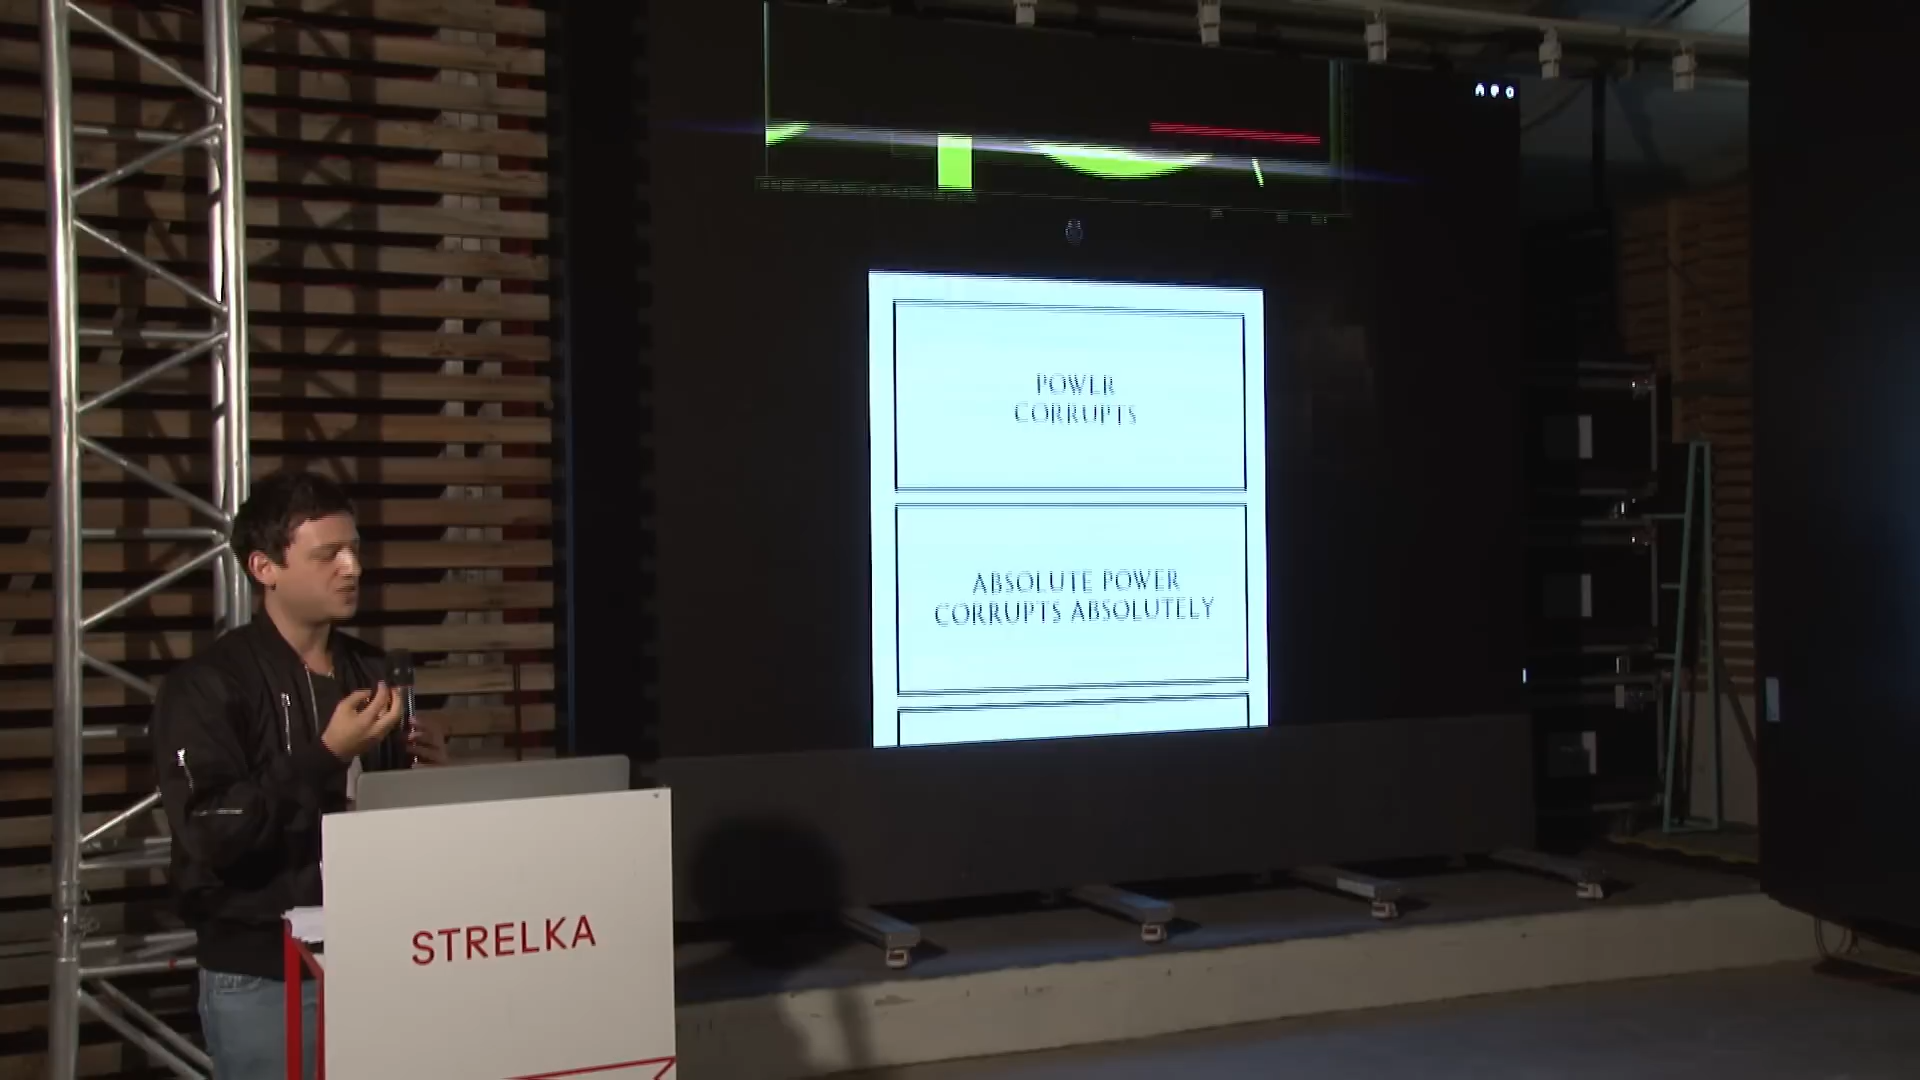 POWER
CORRUPTS
ABSOLUTE POWER
CORRUPTS ABSOLUTELY
STRELKA